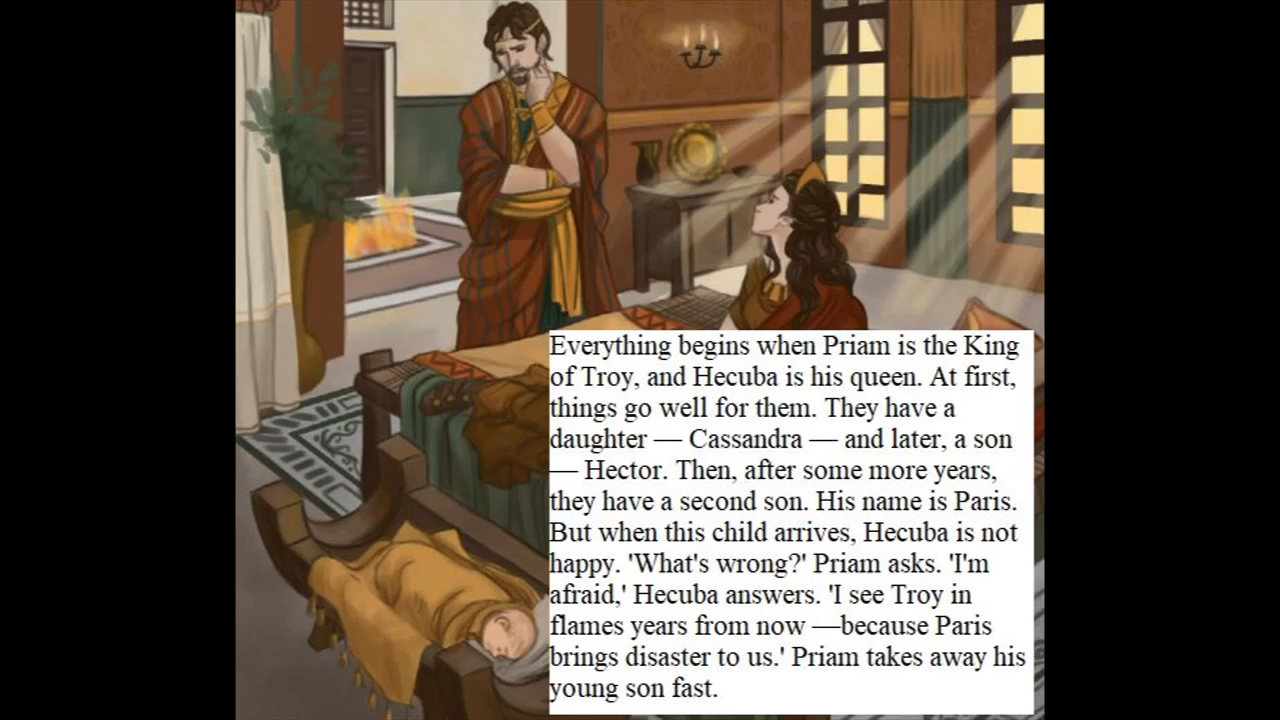 Everything begins when Priam is the King
of Troy, and Hecuba is his queen. At first,
things go well for them. They have a
daughter — Cassandra — and later, a son
— Hector. Then, after some more years,
they have a second son. His name is Paris.
But when this child arrives, Hecuba is not
happy. 'What's wrong?' Priam asks. 'I'm
afraid,' Hecuba answers. 'I see Troy in
flames years from now —because Paris
brings disaster to us.' Priam takes away his
young son fast.